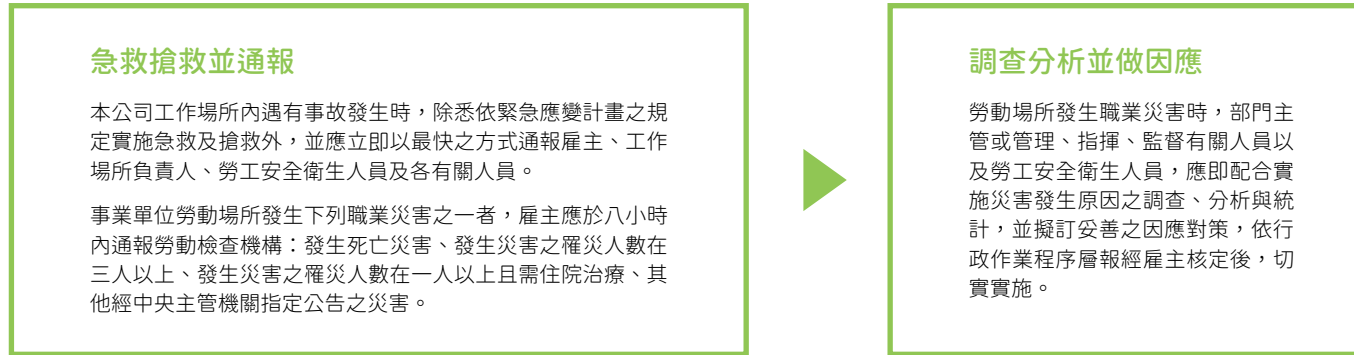 急救搶救並通報
本公司工作場所內遇有事故發生時，除悉依緊急應變計畫之規
定實施急救及搶救外，並應立即以最快之方式通報雇主、工作
場所負責人、勞工安全衛生人員及各有關人員。
事業單位勞動場所發生下列職業災害之一者，雇主應於八小時
內通報勞動檢查機構：發生死亡災害、發生災害之罹災人數在
三人以上、發生災害之罹災人數在一人以上且需住院治療、其
他經中央主管機關指定公告之災害。
調查分析並做因應
勞動場所發生職業災害時，部門主
管或管理、指揮、監督有關人員以
及勞工安全衛生人員，應即配合實
施災害發生原因之調查、分析與統
計，並擬訂妥善之因應對策，依行
政作業程序層報經雇主核定後，切
實實施。